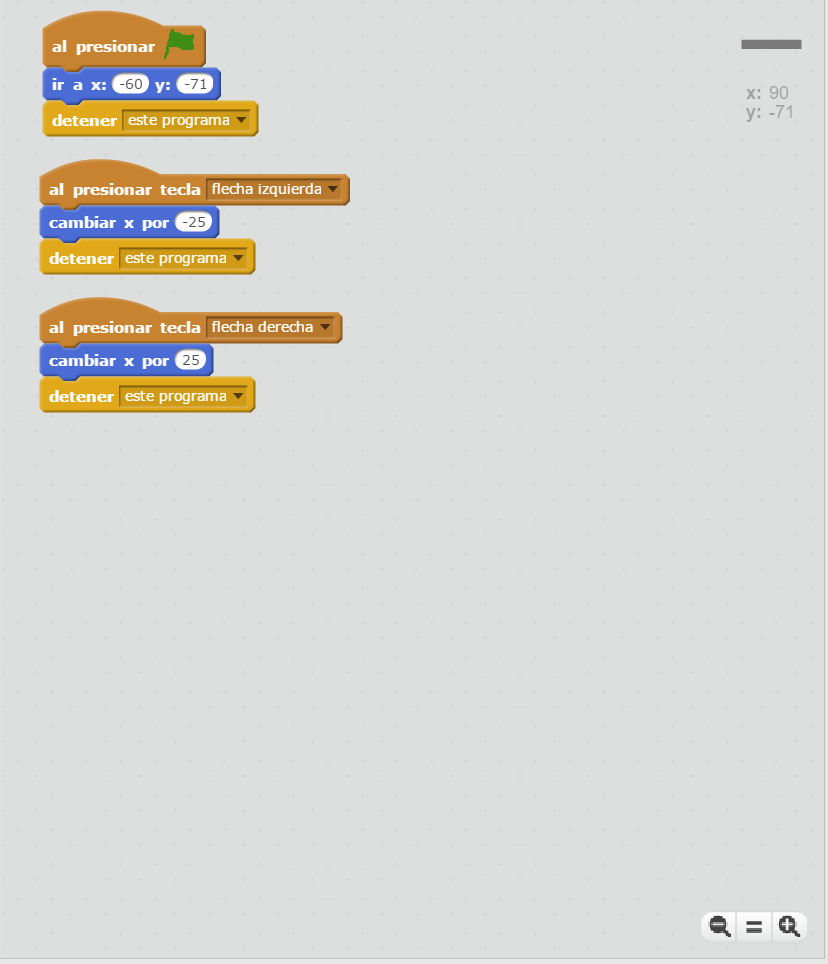 al presionar
ir a x: -60 y: -71
detener este programa
al presionar tecla flecha izquierda
cambiar x por -25
detener este programa
al presionar tecla flecha derecha
cambiar x por 25
detener este programa
x: 90
y: -71